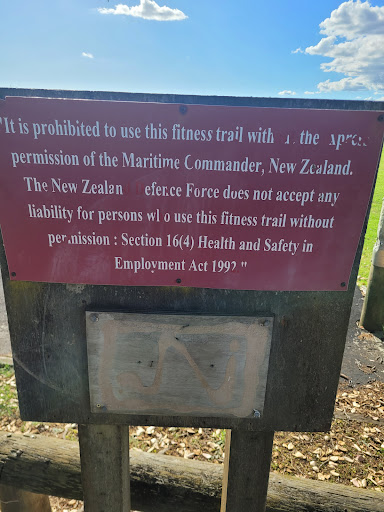 "It is prohibited to use this fitness trail with the
permission of the Maritime Commander, New Zealand.
The New Zealan efence Force does not accept any
liability for persons who use this fitness trail without
permission : Section 16(4) Health and Safety in
Employment Act 1992 "